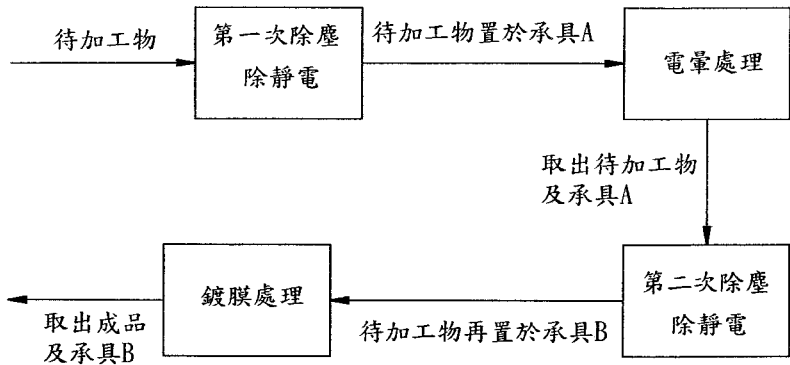 待加工物
第一次除塵
除靜電
待加工物置於承具A
電暈處理
取出待加工物
及承具A
第二次除塵
除靜電
待加工物再置於承具B
鍍膜處理
取出成品
及承具B